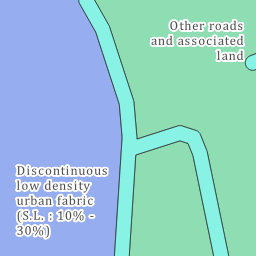 Other roads
and associated
land
Discontinuous
low density
urban fabric
(S.L. : 10% -
30%)